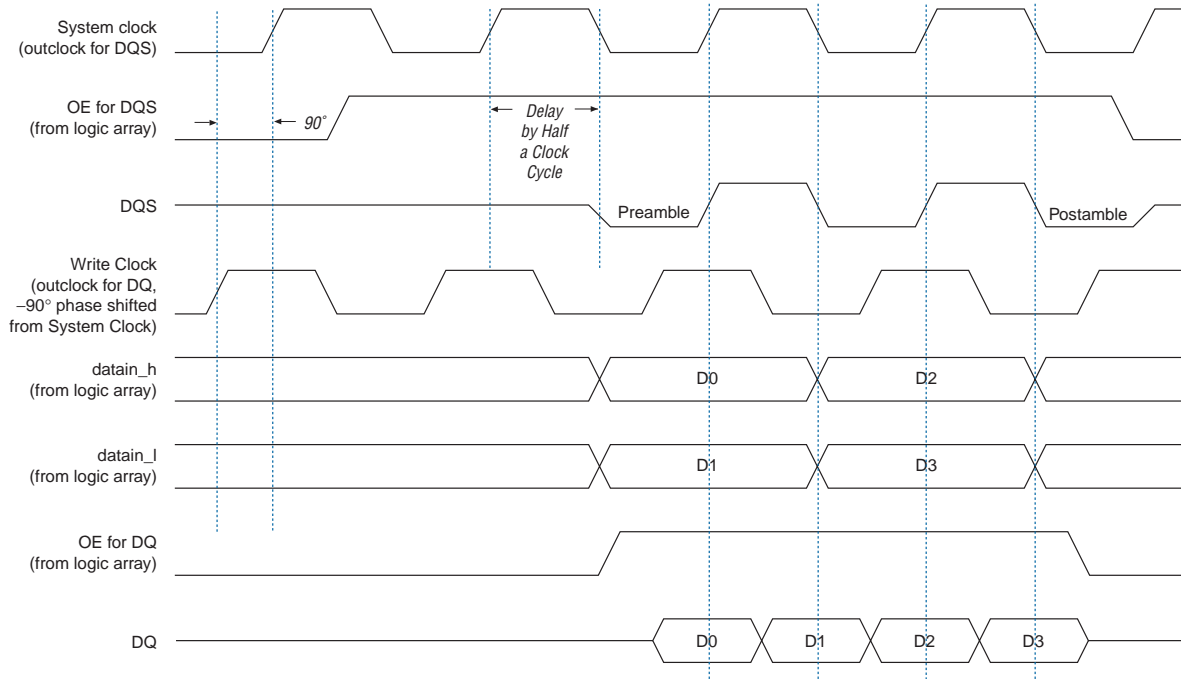 System clock
(outclock for DQS)
OE for DQS
(from logic array)
90°
Delay
by Half
a Clock
Cycle
DQS
Preamble
Postamble
Write Clock
(outclock for DQ,
−90° phase shifted
from System Clock)
datain_h
(from logic array)
D0
D2
datain_l
(from logic array)
D1
D3
OE for DQ
(from logic array)
DQ
D0
D1
D2
D3